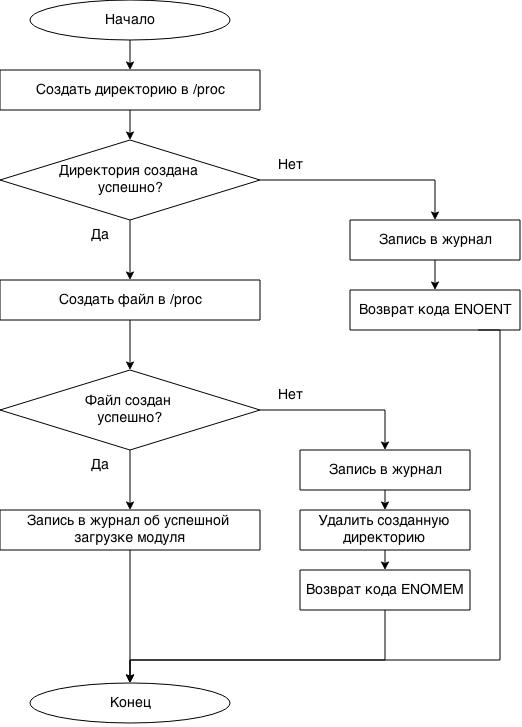 Начало
Создать директорию в /proc
Директория создана
успешно?
Нет
Да
Запись в журнал
Создать файл в /proc
Возврат кода ENOENT
Файл создан
успешно?
Нет
Да
Запись в журнал
Запись в журнал об успешной
загрузке модуля
Удалить созданную
директорию
Возврат кода ENOMEM
Конец